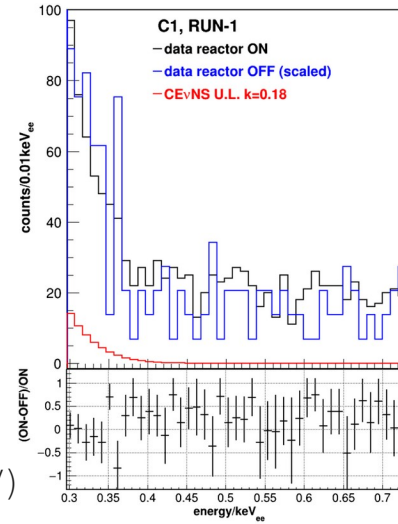 C1, RUN-1
data reactor ON
data reactor OFF (scaled)
CEνNS U.L. k=0.18
counts/0.01keV_ee
100
80
60
40
20
0
(ON-OFF)/ON
1
0.5
0
−0.5
−1
0.3 0.35 0.4 0.45 0.5 0.55 0.6 0.65 0.7
energy/keV_ee
)